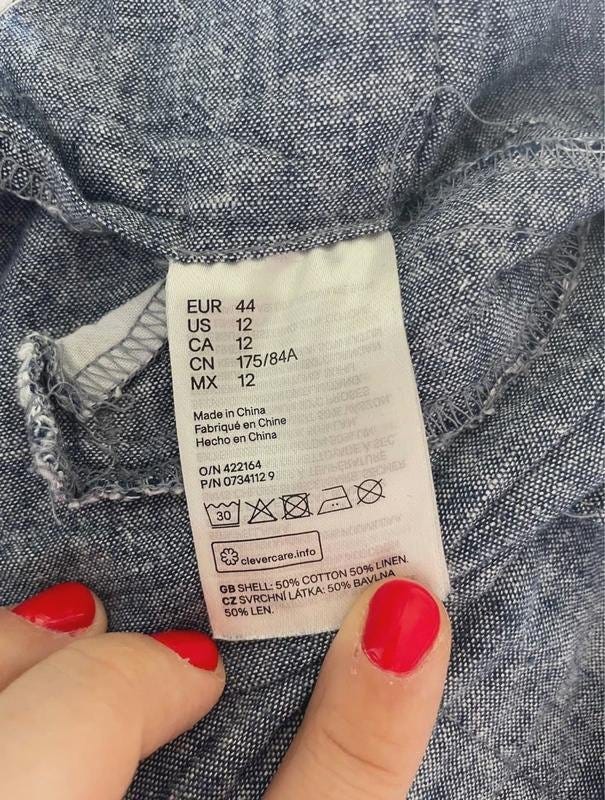 EUR 44
US 12
CA 12
CN 175/84A
MX 12
Made in China
Fabriqué en Chine
Hecho en China
O/N 422164
P/N 0734112 9
30
clevercare.info
GB SHELL: 50% COTTON 50% LINEN.
CZ SVRCHNÍ LÁTKA: 50% BAVLNA
50% LEN.